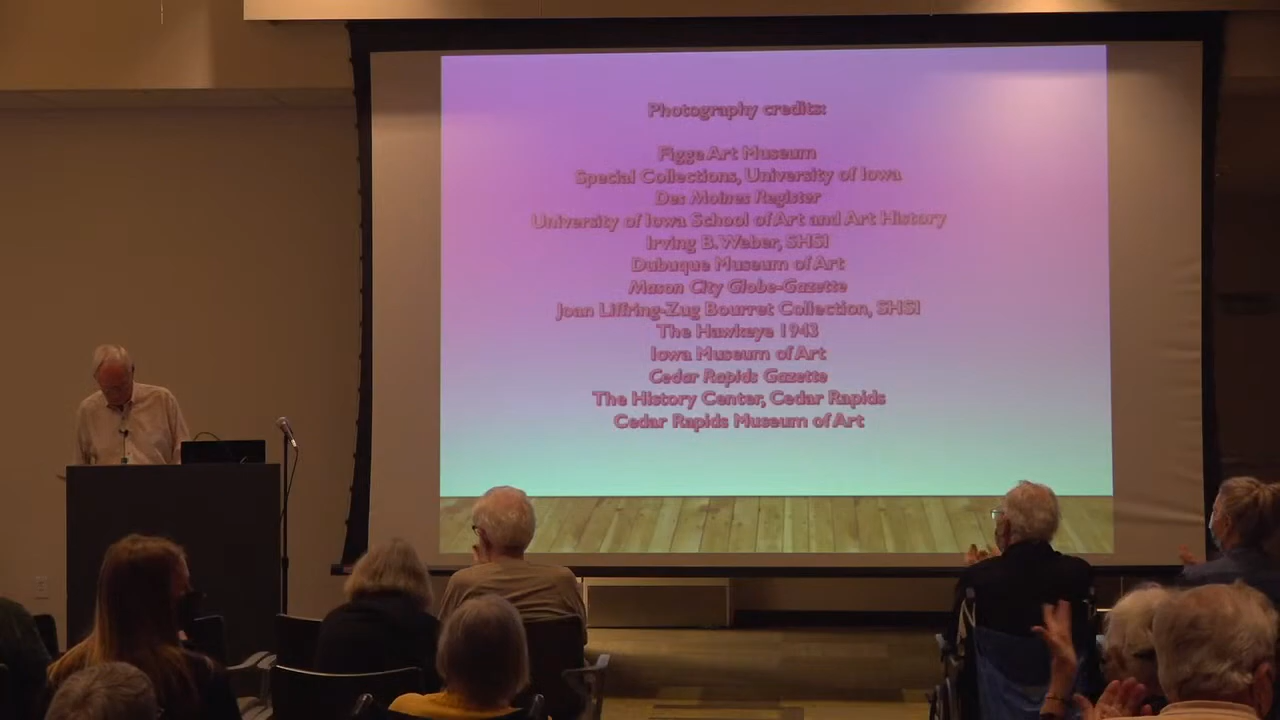 Photography credits:
Figge Art Museum
Special Collections, University of Iowa
Des Moines Register
University of Iowa School of Art and Art History
Irving B. Weber, SHSI
Dubuque Museum of Art
Mason City Globe-Gazette
Joan Liffring-Zug Bourret Collection, SHSI
The Hawkeye 1943
Iowa Museum of Art
Cedar Rapids Gazette
The History Center, Cedar Rapids
Cedar Rapids Museum of Art